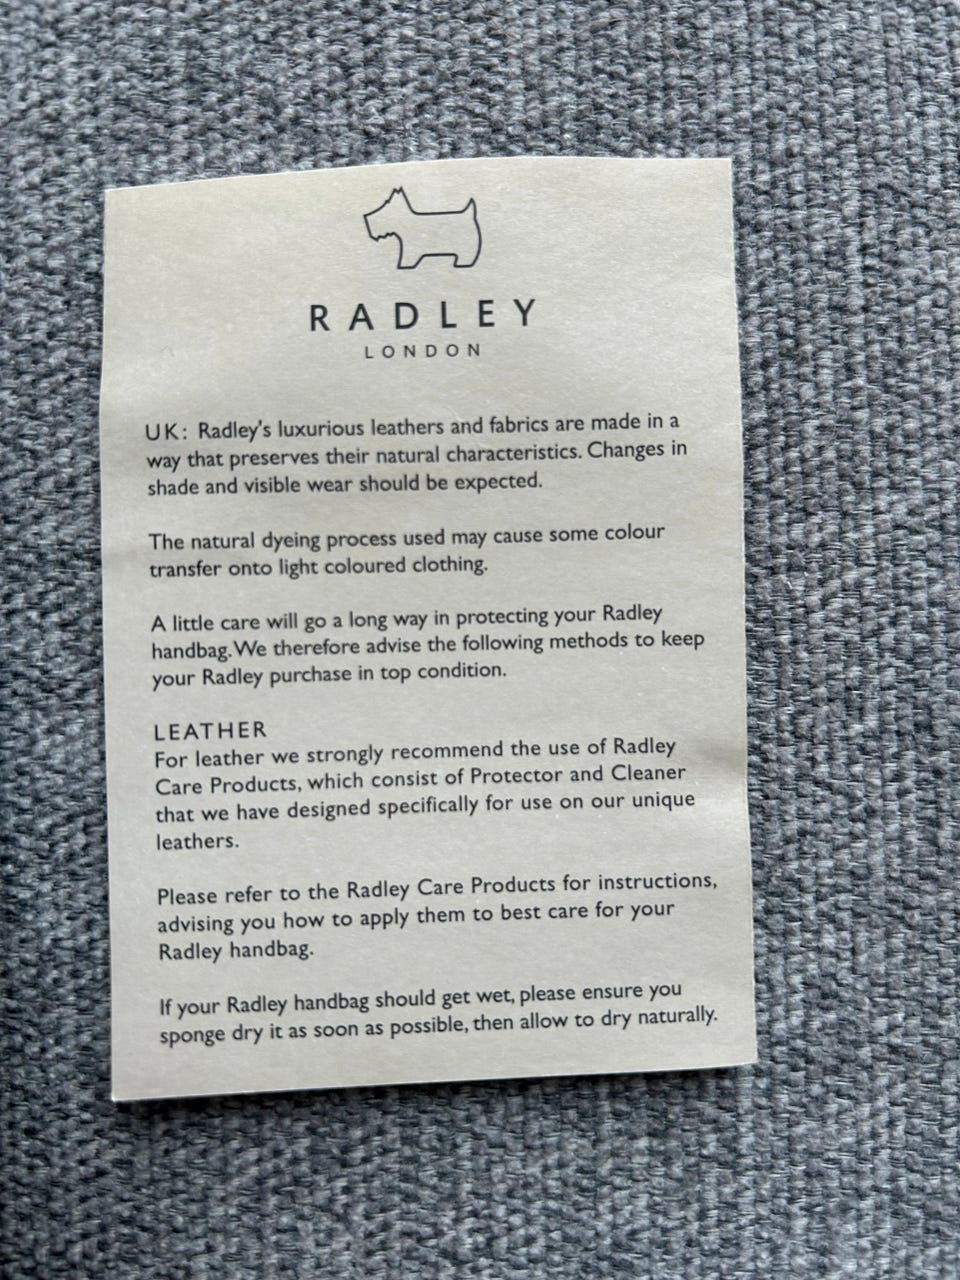 RADLEY
LONDON
UK: Radley's luxurious leathers and fabrics are made in a
way that preserves their natural characteristics. Changes in
shade and visible wear should be expected.
The natural dyeing process used may cause some colour
transfer onto light coloured clothing.
A little care will go a long way in protecting your Radley
handbag. We therefore advise the following methods to keep
your Radley purchase in top condition.
LEATHER
For leather we strongly recommend the use of Radley
Care Products, which consist of Protector and Cleaner
that we have designed specifically for use on our unique
leathers.
Please refer to the Radley Care Products for instructions,
advising you how to apply them to best care for your
Radley handbag.
If your Radley handbag should get wet, please ensure you
sponge dry it as soon as possible, then allow to dry naturally.